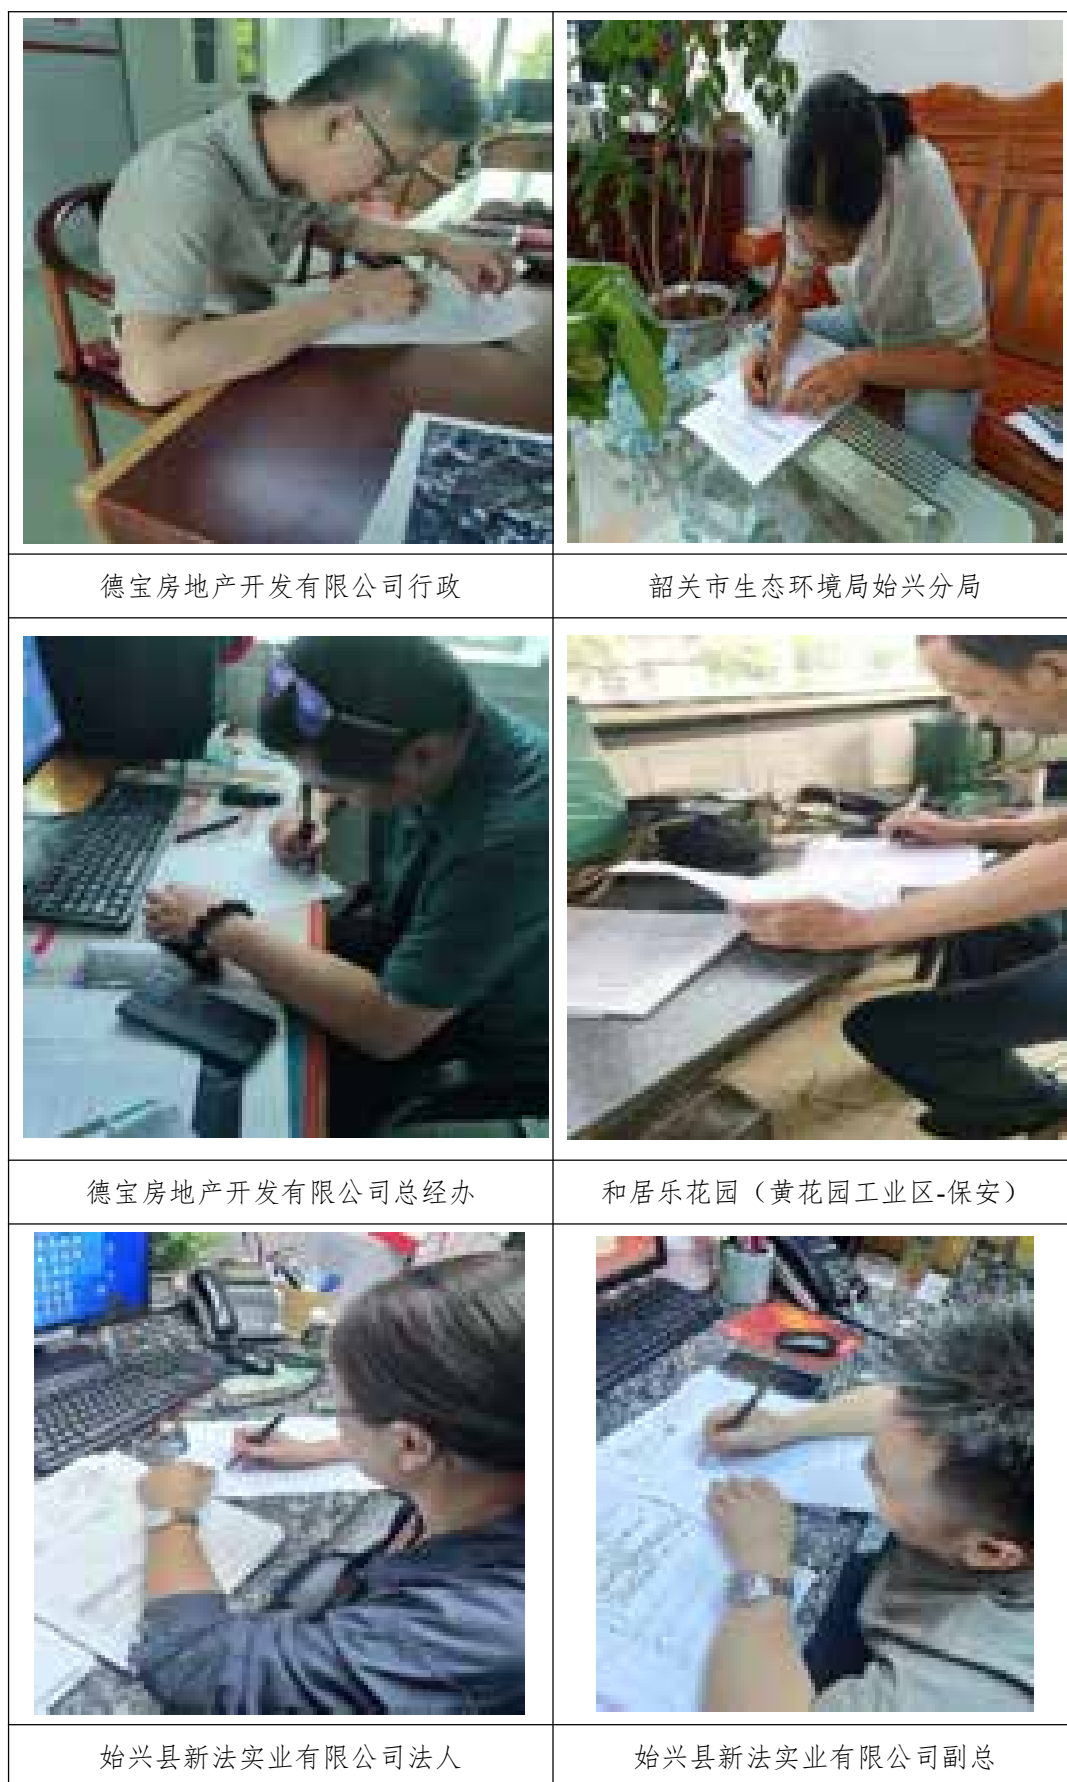 德宝房地产开发有限公司行政
韶关市生态环境局始兴分局
德宝房地产开发有限公司总经办
和居乐花园（黄花园工业区-保安）
始兴县新法实业有限公司法人
始兴县新法实业有限公司副总